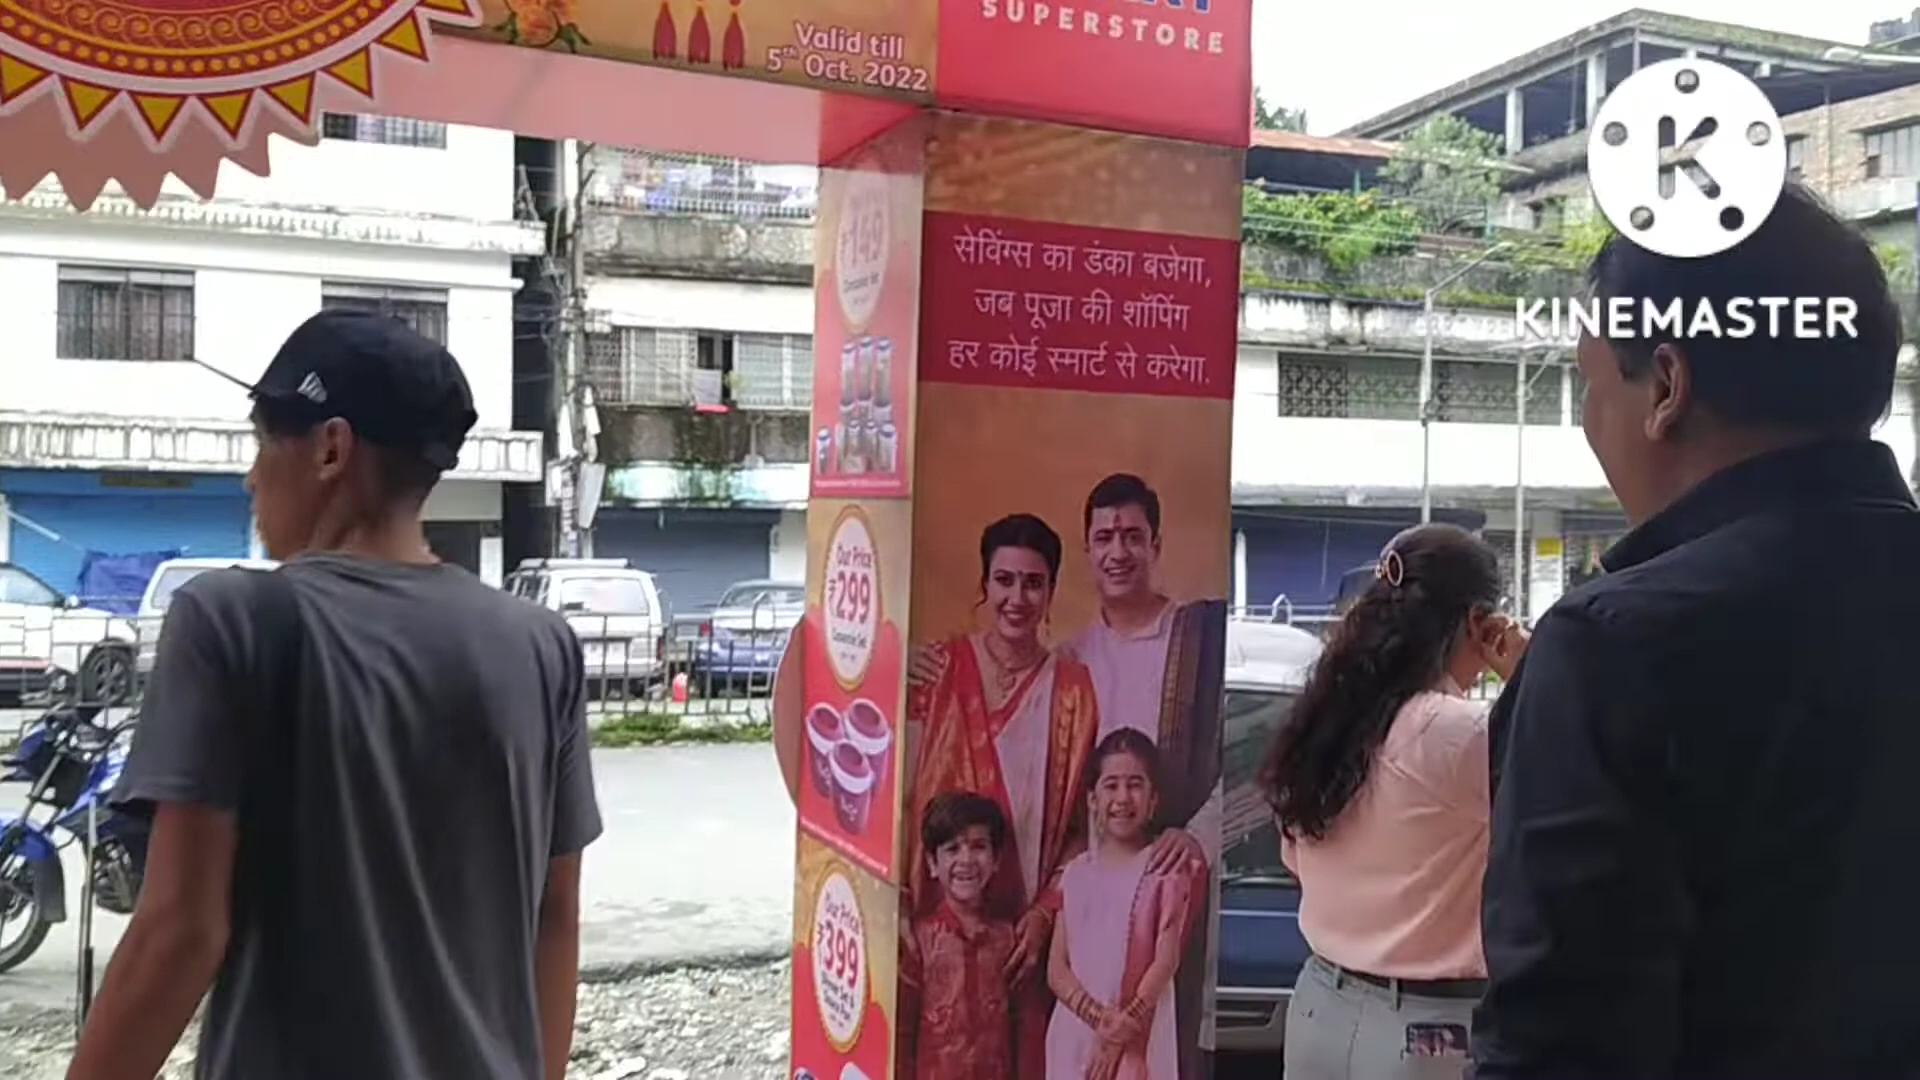 SUPERSTORE
Valid till
5th Oct. 2022
KINEMASTER
₹149
सेविंग्स का डंका बजेगा,
जब पूजा की शॉपिंग
हर कोई स्मार्ट से करेगा.
Our Price
₹299
Our Price
₹399